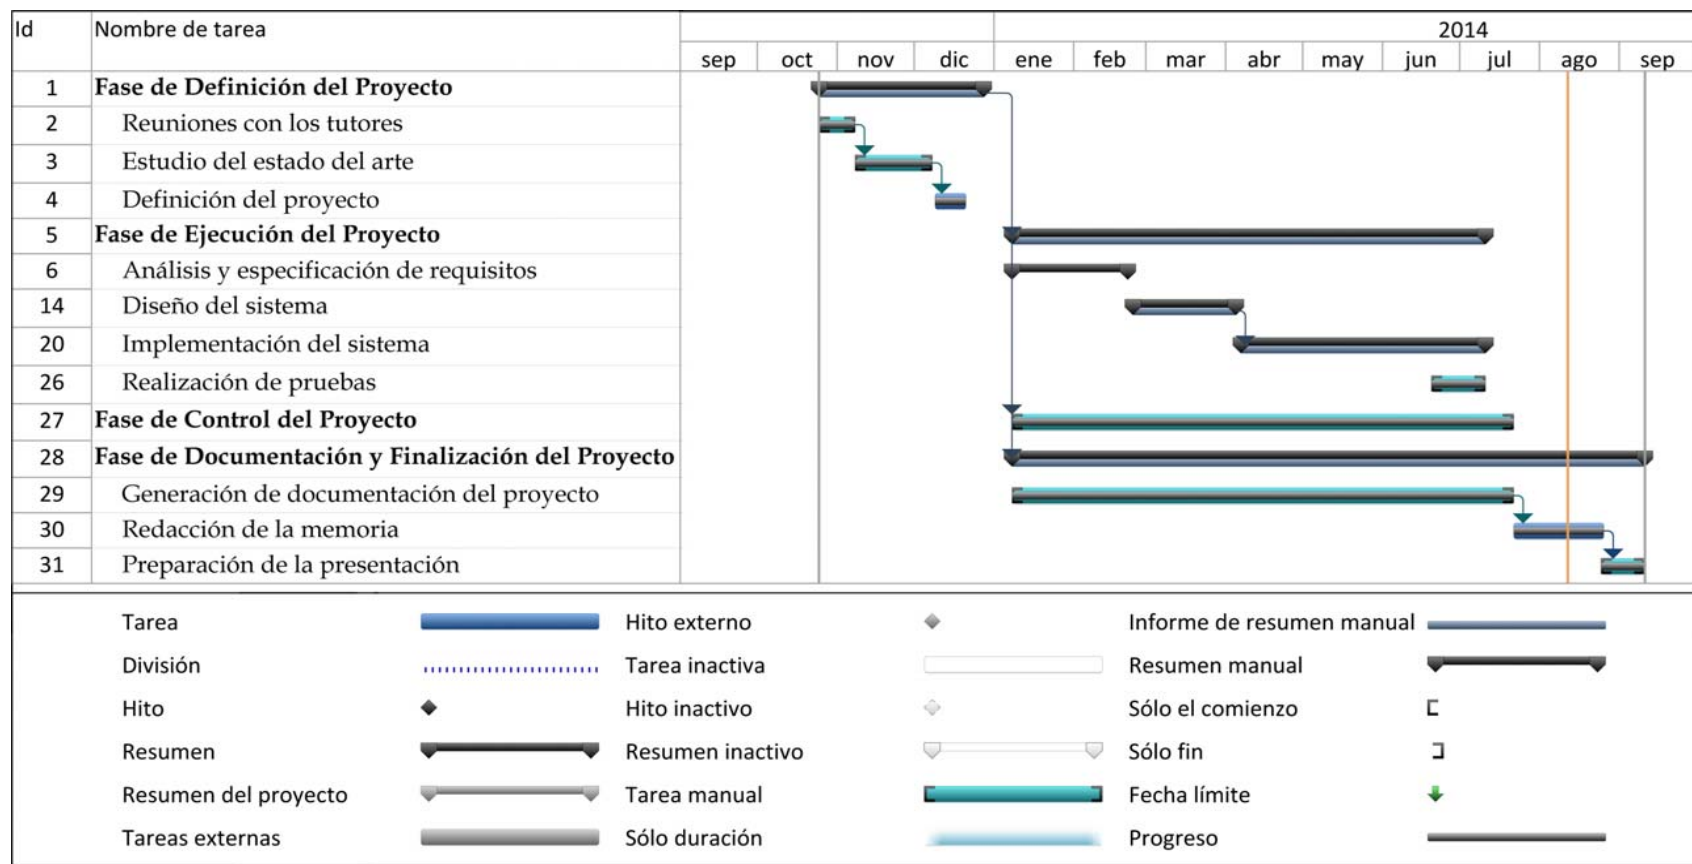 Id Nombre de tarea 2014
sep oct nov dic ene feb mar abr may jun jul ago sep
1 Fase de Definición del Proyecto
2 Reuniones con los tutores
3 Estudio del estado del arte
4 Definición del proyecto
5 Fase de Ejecución del Proyecto
6 Análisis y especificación de requisitos
14 Diseño del sistema
20 Implementación del sistema
26 Realización de pruebas
27 Fase de Control del Proyecto
28 Fase de Documentación y Finalización del Proyecto
29 Generación de documentación del proyecto
30 Redacción de la memoria
31 Preparación de la presentación
Tarea Hito externo Informe de resumen manual
División Tarea inactiva Resumen manual
Hito Hito inactivo Sólo el comienzo
Resumen Resumen inactivo Sólo fin
Resumen del proyecto Tarea manual Fecha límite
Tareas externas Sólo duración Progreso